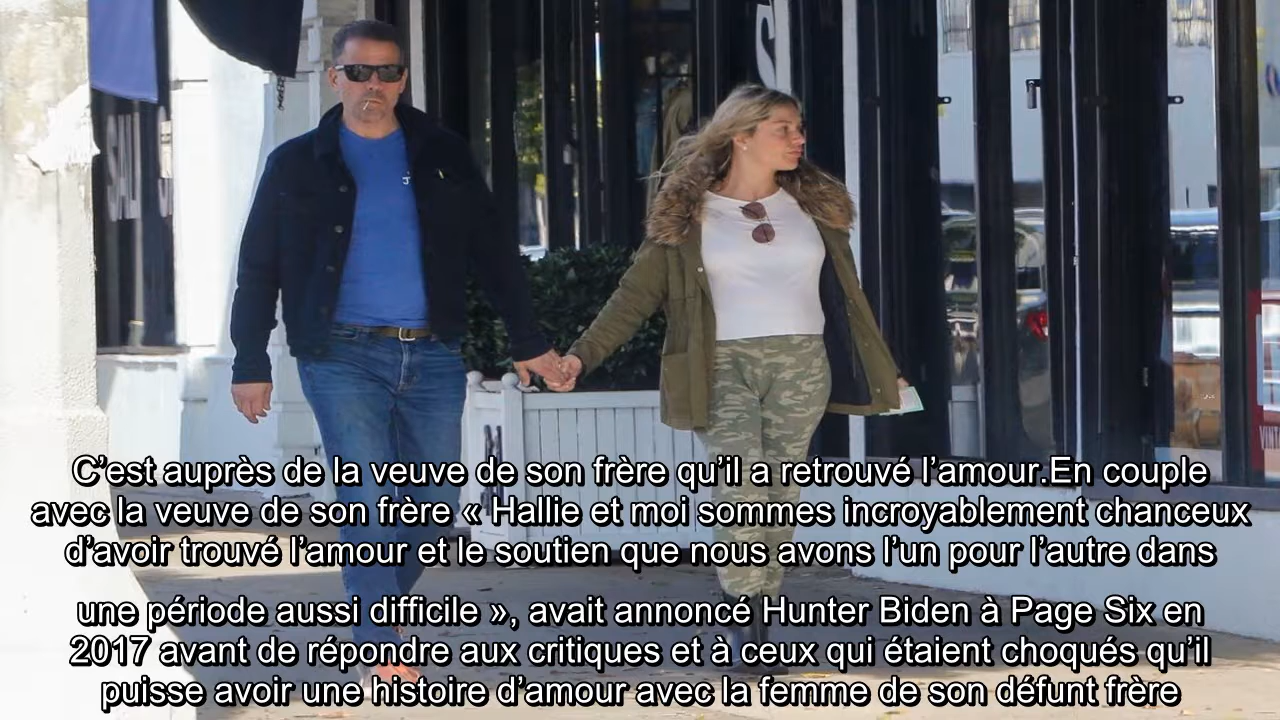 SALI
C'est auprès de la veuve de son frère qu'il a retrouvé l'amour.En couple
avec la veuve de son frère « Hallie et moi sommes incroyablement chanceux
d'avoir trouvé l'amour et le soutien que nous avons l'un pour l'autre dans
une période aussi difficile », avait annoncé Hunter Biden à Page Six en
2017 avant de répondre aux critiques et à ceux qui étaient choqués qu'il
puisse avoir une histoire d'amour avec la femme de son défunt frère